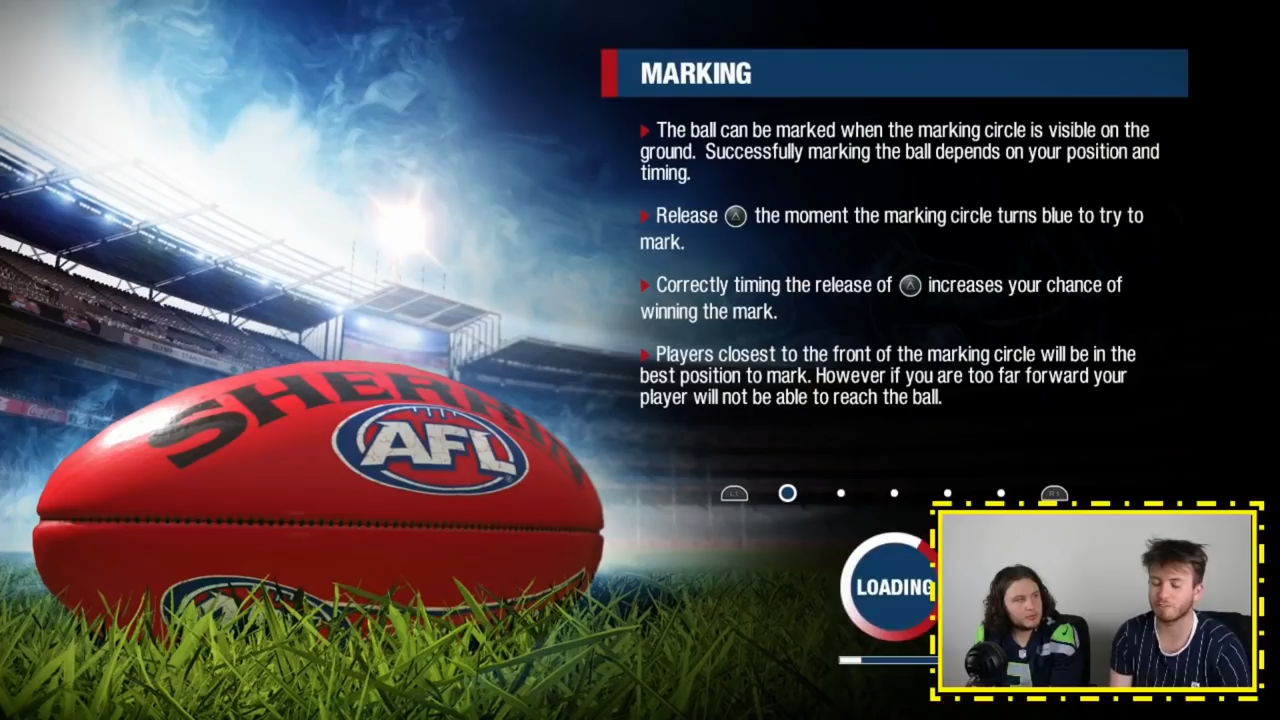 MARKING
The ball can be marked when the marking circle is visible on the
ground. Successfully marking the ball depends on your position and
timing.
Release the moment the marking circle turns blue to try to
mark.
Correctly timing the release of increases your chance of
winning the mark.
Players closest to the front of the marking circle will be in the
best position to mark. However if you are too far forward your
player will not be able to reach the ball.
AFL
L1
R1
LOADING